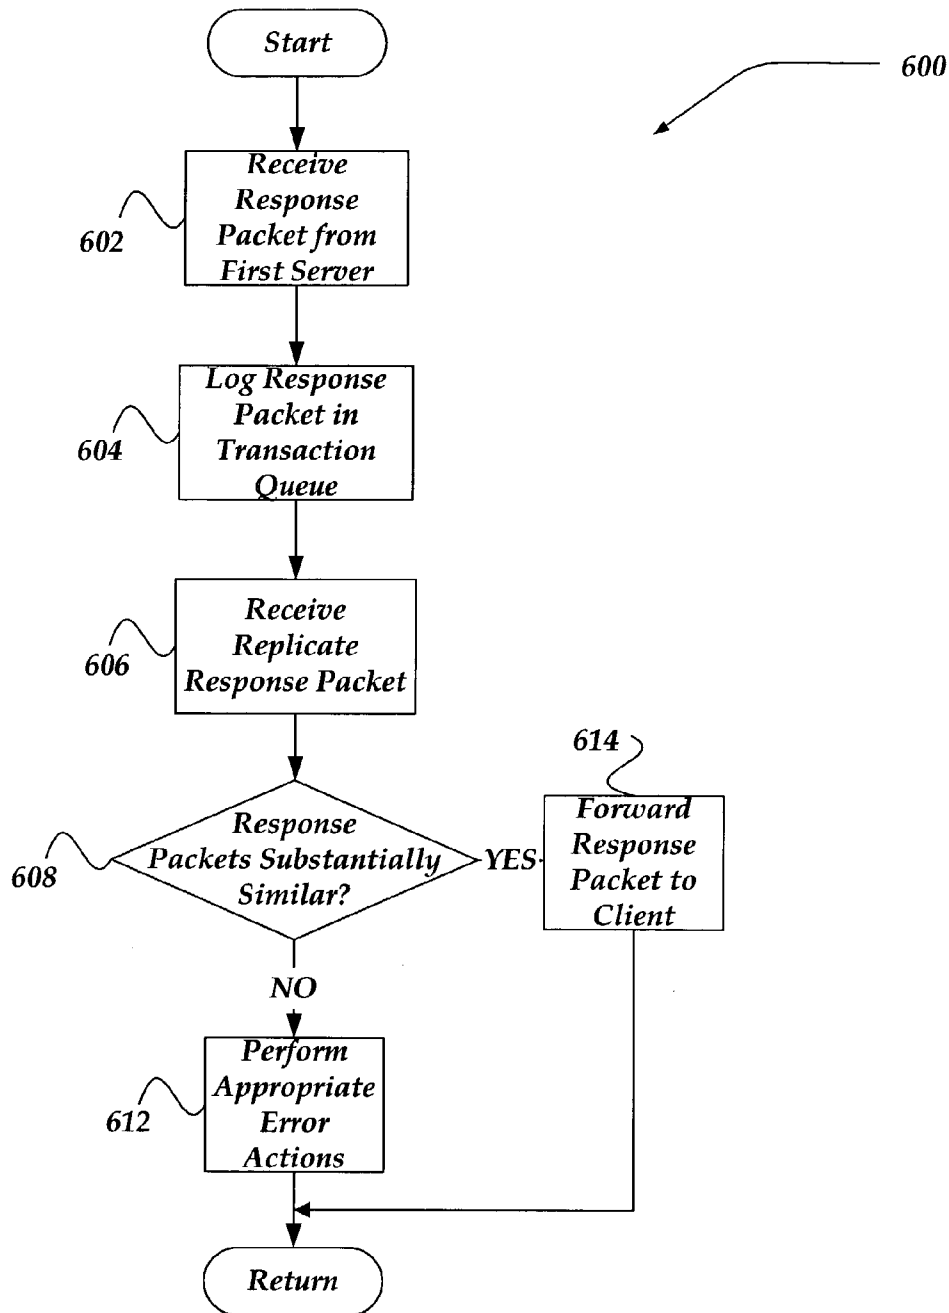 Start
600
Receive
Response
Packet from
First Server
602
Log Response
Packet in
Transaction
Queue
604
Receive
Replicate
Response Packet
606
614
Response
Packets Substantially
Similar?
YES
608
Forward
Response
Packet to
Client
NO
Perform
Appropriate
Error
Actions
612
Return